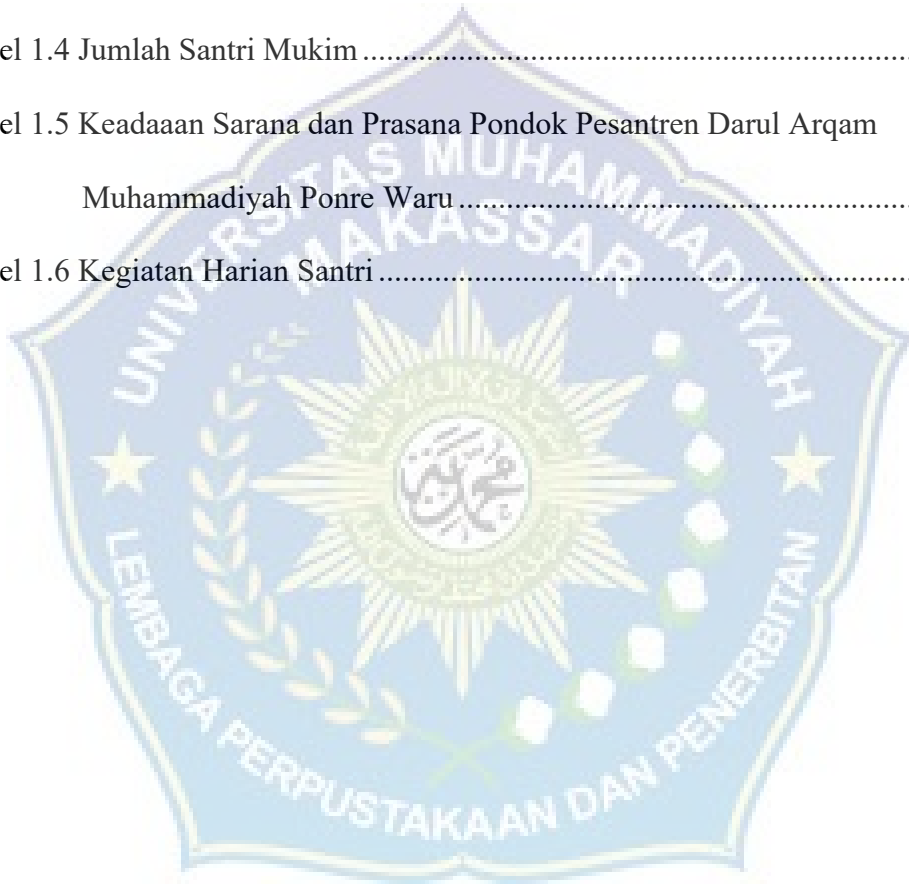 el 1.4 Jumlah Santri Mukim ....................................................................
el 1.5 Keadaaan Sarana dan Prasana Pondok Pesantren Darul Arqam
Muhammadiyah Ponre Waru ........................................................
el 1.6 Kegiatan Harian Santri ..................................................................
UNIVERSITAS MUHAMMADIYAH
MAKASSAR
LEMBAGA PERPUSTAKAAN DAN PENERBITAN